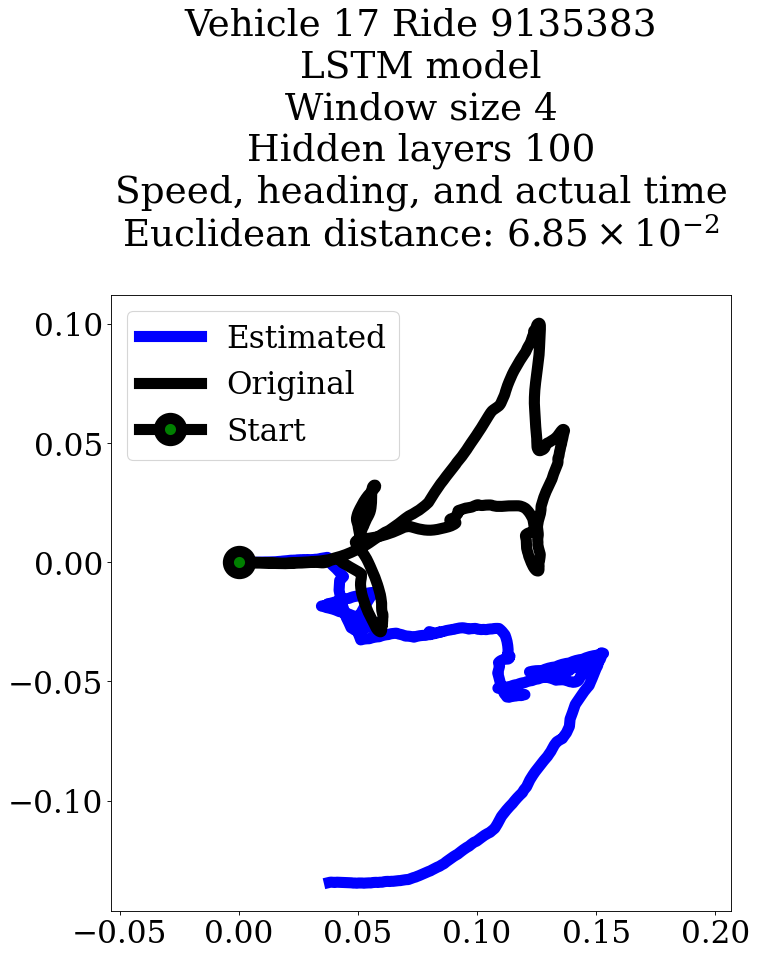 Vehicle 17 Ride 9135383
LSTM model
Window size 4
Hidden layers 100
Speed, heading, and actual time
Euclidean distance: 6.85 × 10⁻²
Estimated
Original
Start
0.10
0.05
0.00
−0.05
−0.10
−0.05 0.00 0.05 0.10 0.15 0.20